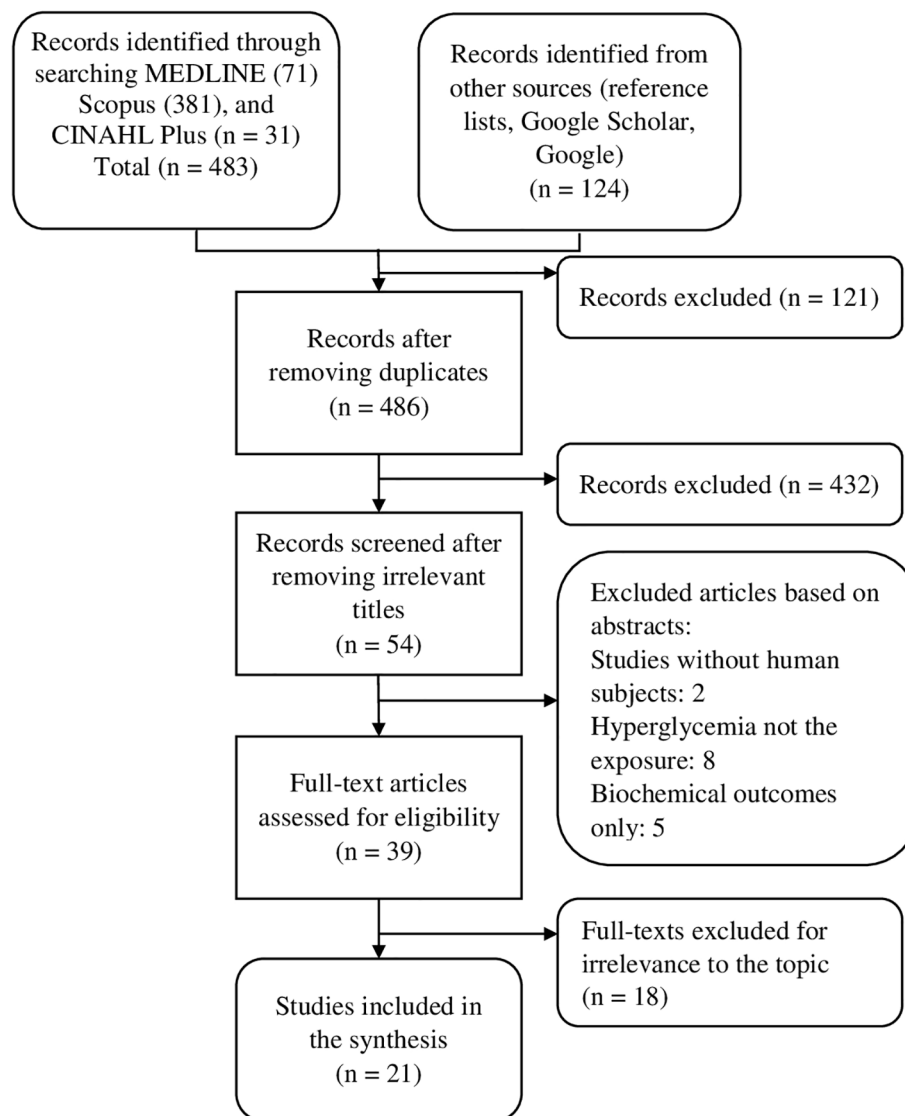 Records identified through
searching MEDLINE (71)
Scopus (381), and
CINAHL Plus (n = 31)
Total (n = 483)
Records identified from
other sources (reference
lists, Google Scholar,
Google)
(n = 124)
Records excluded (n = 121)
Records after
removing duplicates
(n = 486)
Records excluded (n = 432)
Records screened after
removing irrelevant
titles
(n = 54)
Excluded articles based on
abstracts:
Studies without human
subjects: 2
Hyperglycemia not the
exposure: 8
Biochemical outcomes
only: 5
Full-text articles
assessed for eligibility
(n = 39)
Full-texts excluded for
irrelevance to the topic
(n = 18)
Studies included in
the synthesis
(n = 21)